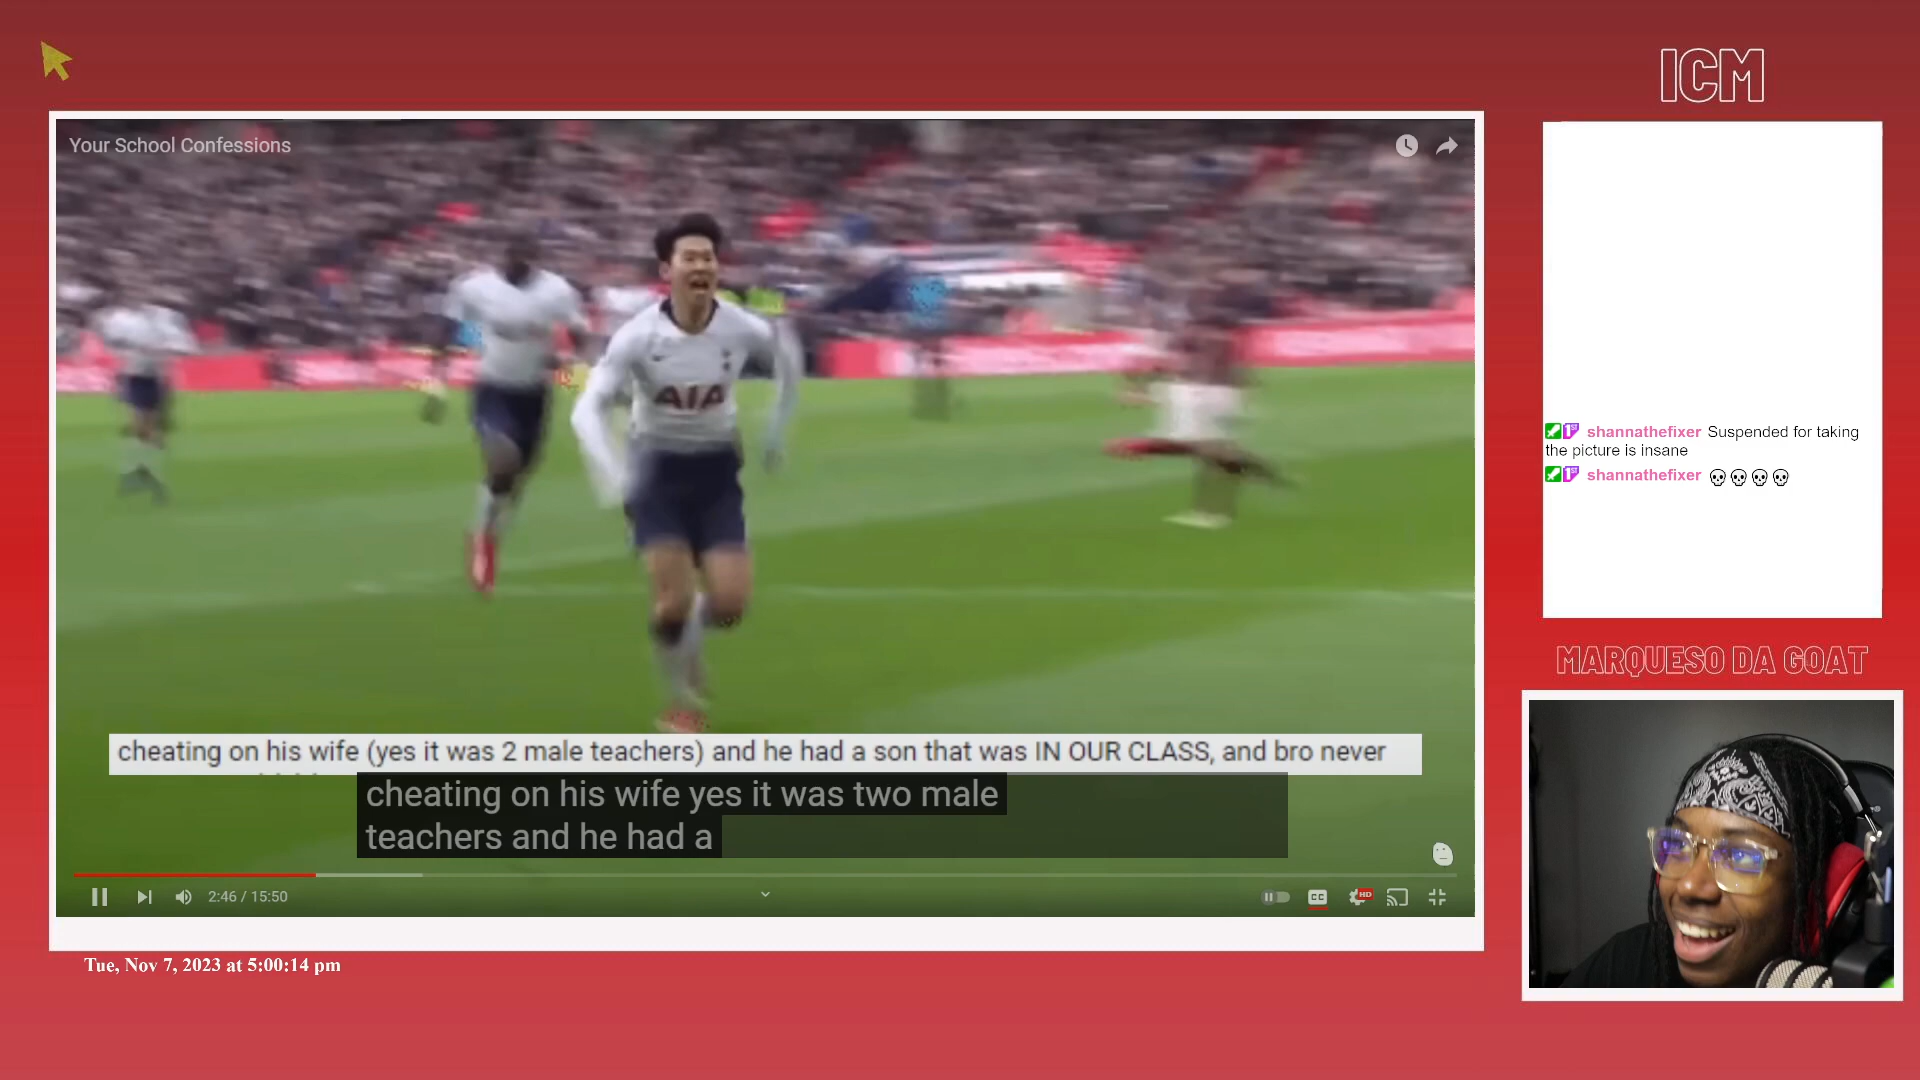 ICM
Your School Confessions
AIA
shannathefixer Suspended for taking
the picture is insane
shannathefixer 💀💀💀💀
MARQUESO DA GOAT
cheating on his wife (yes it was 2 male teachers) and he had a son that was IN OUR CLASS, and bro never
cheating on his wife yes it was two male
teachers and he had a
2:46 / 15:50
CC
HD
Tue, Nov 7, 2023 at 5:00:14 pm